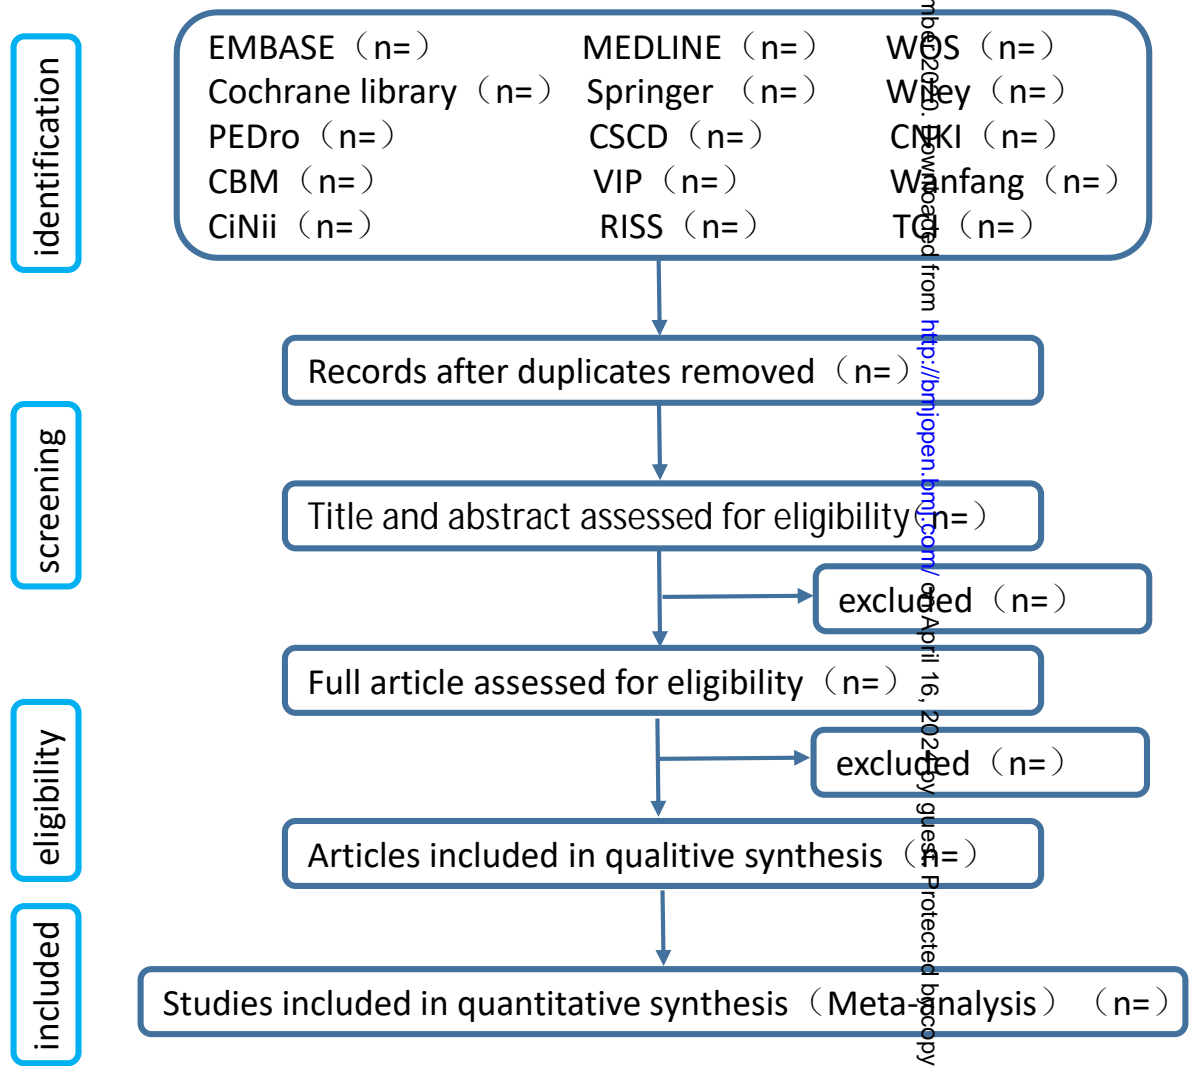 identification
EMBASE（n=） MEDLINE（n=） WOS（n=）
Cochrane library（n=） Springer（n=） Wiley（n=）
PEDro（n=） CSCD（n=） CNKI（n=）
CBM（n=） VIP（n=） Wanfang（n=）
CiNii（n=） RISS（n=） TCI（n=）
Records after duplicates removed（n=）
screening
Title and abstract assessed for eligibility（n=）
excluded（n=）
Full article assessed for eligibility（n=）
eligibility
excluded（n=）
Articles included in qualitive synthesis（n=）
included
Studies included in quantitative synthesis（Meta-analysis）（n=）
mber 2020. Downloaded from http://bmjopen.bmj.com/ on April 16, 2024 by guest. Protected by copy